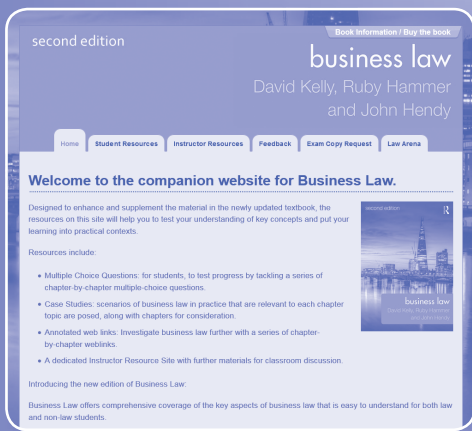 Book Information / Buy the book
second edition
business law
David Kelly, Ruby Hammer
and John Hendy
Home Student Resources Instructor Resources Feedback Exam Copy Request Law Arena
Welcome to the companion website for Business Law.
Designed to enhance and supplement the material in the newly updated textbook, the
resources on this site will help you to test your understanding of key concepts and put your
learning into practical contexts.
Resources include:
• Multiple Choice Questions: for students, to test progress by tackling a series of
chapter-by-chapter multiple-choice questions.
• Case Studies: scenarios of business law in practice that are relevant to each chapter
topic are posed, along with chapters for consideration.
• Annotated web links: Investigate business law further with a series of chapter-
by-chapter weblinks.
• A dedicated Instructor Resource Site with further materials for classroom discussion.
second edition
R
business law
David Kelly, Ruby Hammer
and John Hendy
Introducing the new edition of Business Law:
Business Law offers comprehensive coverage of the key aspects of business law that is easy to understand for both law
and non-law students.